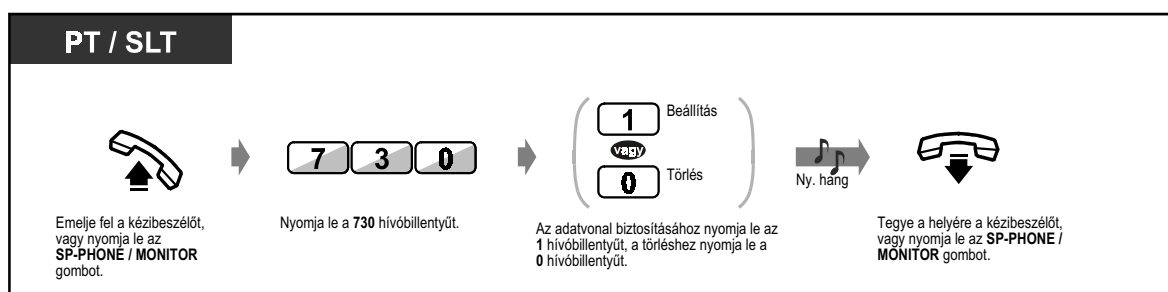 PT / SLT
7 3 0
1
Beállítás
vagy
0
Törlés
Ny. hang
Emelje fel a kézibeszélőt,
vagy nyomja le az
SP-PHONE / MONITOR
gombot.
Nyomja le a 730 hívóbillentyűt.
Az adatvonal biztosításához nyomja le az
1 hívóbillentyűt, a törléshez nyomja le a
0 hívóbillentyűt.
Tegye a helyére a kézibeszélőt,
vagy nyomja le az SP-PHONE /
MONITOR gombot.